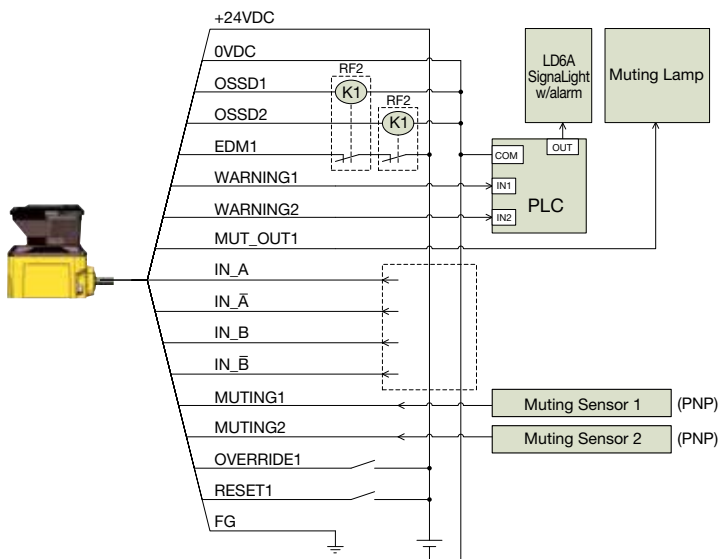 +24VDC
0VDC
OSSD1
OSSD2
EDM1
WARNING1
WARNING2
MUT_OUT1
IN_A
IN_A̅
IN_B
IN_B̅
MUTING1
MUTING2
OVERRIDE1
RESET1
FG
RF2
K1
RF2
K1
LD6A
SignaLight
w/alarm
Muting Lamp
COM
OUT
IN1
IN2
PLC
Muting Sensor 1 (PNP)
Muting Sensor 2 (PNP)